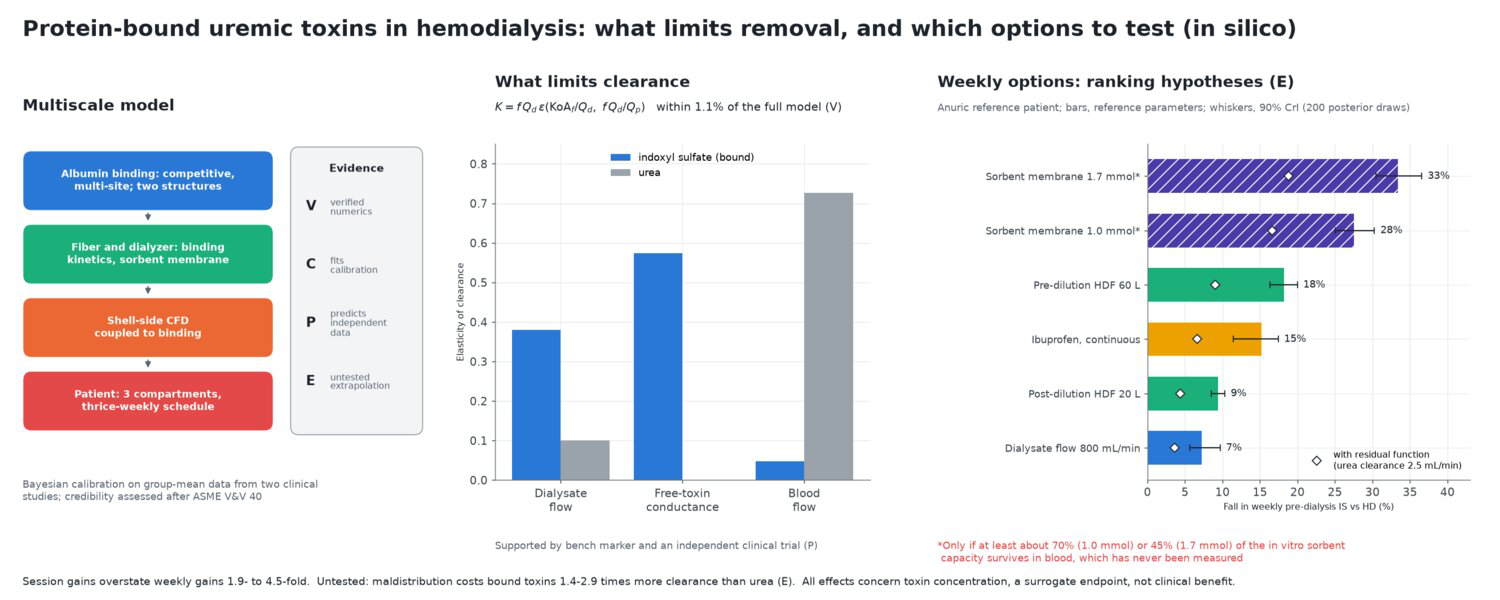 Protein-bound uremic toxins in hemodialysis: what limits removal, and which options to test (in silico)
Multiscale model
Albumin binding: competitive,
multi-site; two structures
Fiber and dialyzer: binding
kinetics, sorbent membrane
Shell-side CFD
coupled to binding
Patient: 3 compartments,
thrice-weekly schedule
Evidence
V verified
numerics
C fits
calibration
P predicts
independent
data
E untested
extrapolation
Bayesian calibration on group-mean data from two clinical
studies; credibility assessed after ASME V&V 40
What limits clearance
K = fQd ε(KoAf/Qd, fQd/Qp) within 1.1% of the full model (V)
indoxyl sulfate (bound)
urea
Elasticity of clearance
0.8
0.7
0.6
0.5
0.4
0.3
0.2
0.1
0.0
Dialysate
flow
Free-toxin
conductance
Blood
flow
Supported by bench marker and an independent clinical trial (P)
Weekly options: ranking hypotheses (E)
Anuric reference patient; bars, reference parameters; whiskers, 90% CrI (200 posterior draws)
Sorbent membrane 1.7 mmol* 33%
Sorbent membrane 1.0 mmol* 28%
Pre-dilution HDF 60 L 18%
Ibuprofen, continuous 15%
Post-dilution HDF 20 L 9%
Dialysate flow 800 mL/min 7%
with residual function
(urea clearance 2.5 mL/min)
0 5 10 15 20 25 30 35 40
Fall in weekly pre-dialysis IS vs HD (%)
*Only if at least about 70% (1.0 mmol) or 45% (1.7 mmol) of the in vitro sorbent
capacity survives in blood, which has never been measured
Session gains overstate weekly gains 1.9- to 4.5-fold. Untested: maldistribution costs bound toxins 1.4-2.9 times more clearance than urea (E). All effects concern toxin concentration, a surrogate endpoint, not clinical benefit.